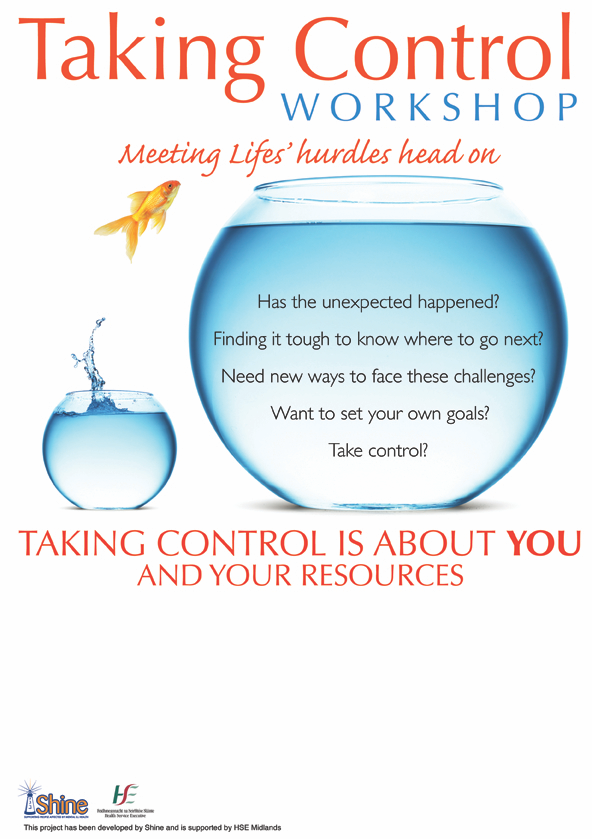 Taking Control
WORKSHOP
Meeting Lifes' hurdles head on
Has the unexpected happened?
Finding it tough to know where to go next?
Need new ways to face these challenges?
Want to set your own goals?
Take control?
TAKING CONTROL IS ABOUT YOU
AND YOUR RESOURCES
Shine
SUPPORTING PEOPLE AFFECTED BY MENTAL ILL HEALTH
Feidhmeannacht na Seirbhíse Sláinte
Health Service Executive
This project has been developed by Shine and is supported by HSE Midlands